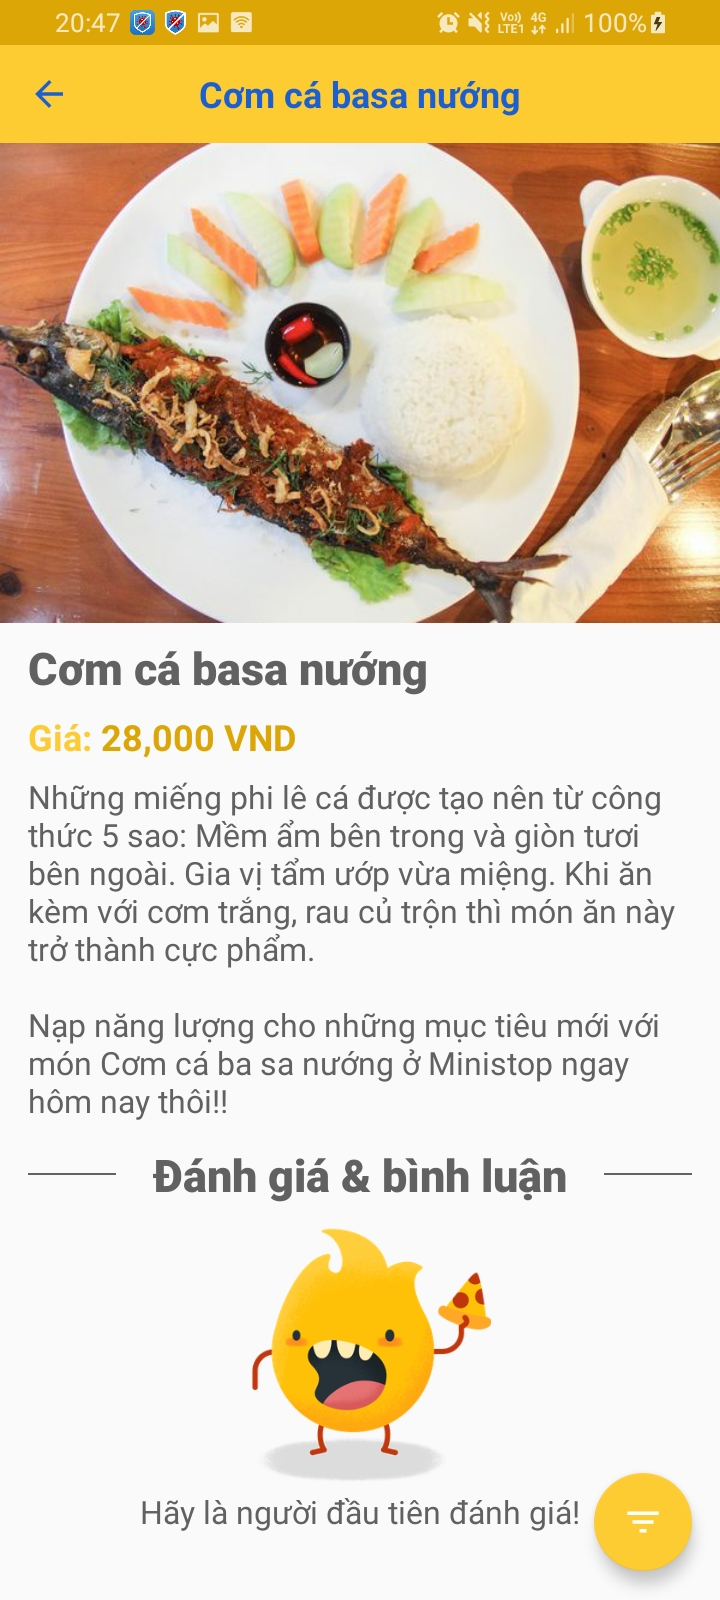 20:47
Vo))
LTE1
4G
100%
Cơm cá basa nướng
Cơm cá basa nướng
Giá: 28,000 VND
Những miếng phi lê cá được tạo nên từ công
thức 5 sao: Mềm ẩm bên trong và giòn tươi
bên ngoài. Gia vị tẩm ướp vừa miệng. Khi ăn
kèm với cơm trắng, rau củ trộn thì món ăn này
trở thành cực phẩm.
Nạp năng lượng cho những mục tiêu mới với
món Cơm cá ba sa nướng ở Ministop ngay
hôm nay thôi!!
Đánh giá & bình luận
Hãy là người đầu tiên đánh giá!